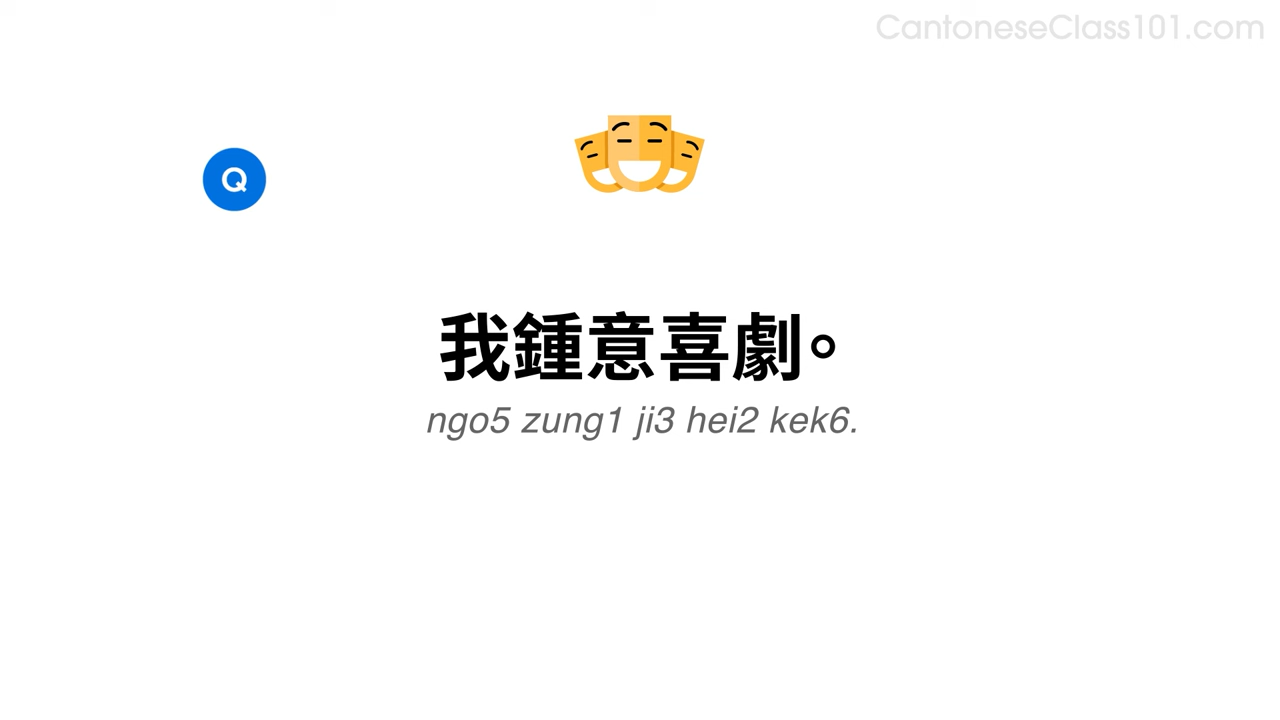 CantoneseClass101.com
Q
我鍾意喜劇。
ngo5 zung1 ji3 hei2 kek6.